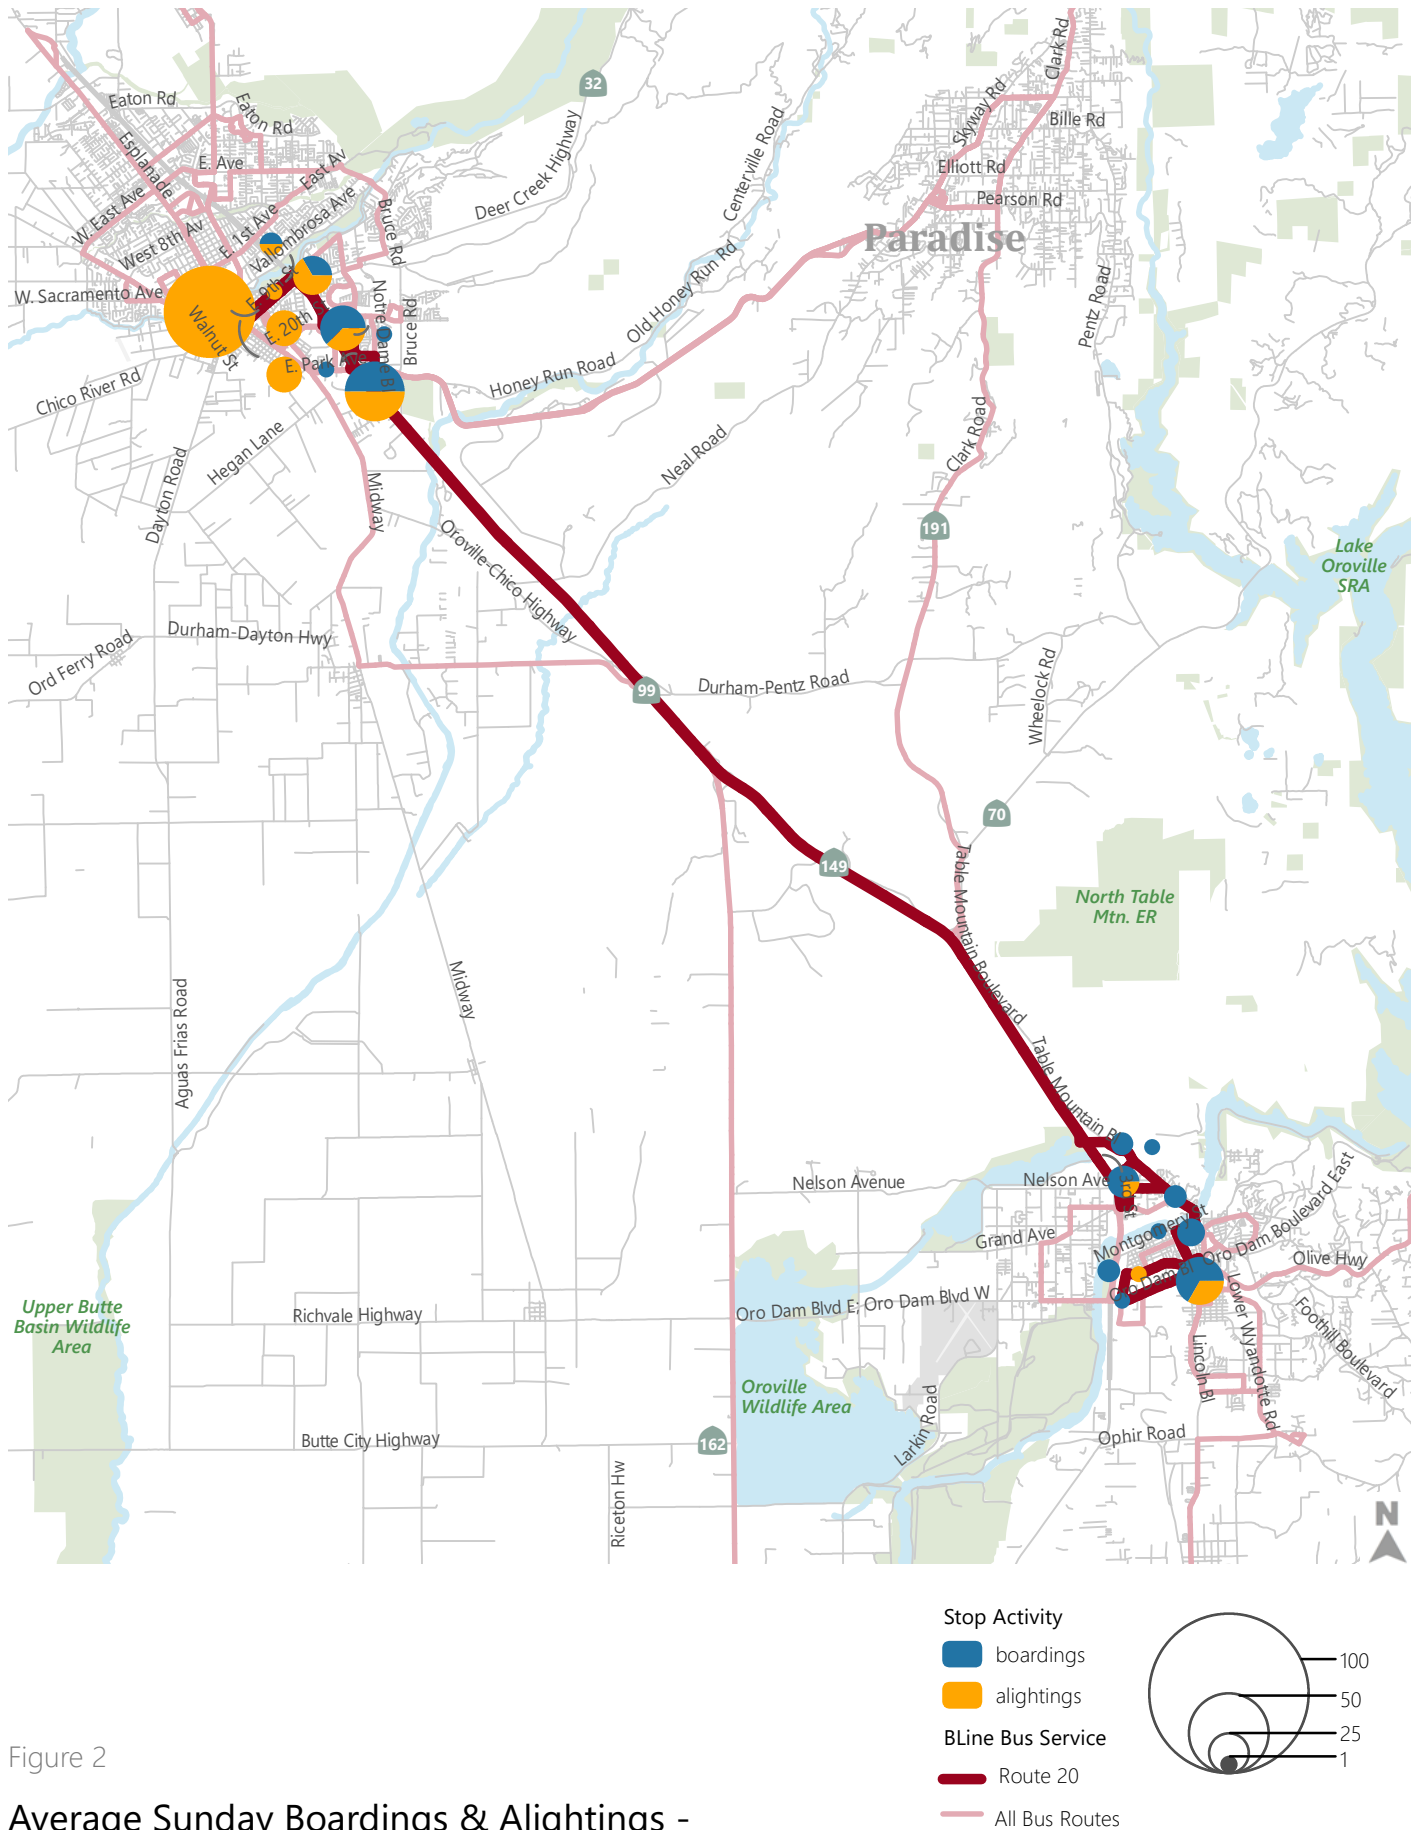 32
Clark Rd
Skyway Rd
Eaton Rd
Eaton Rd
Bille Rd
Esplanade
E. Ave
East Av
Elliott Rd
Centerville Road
Deer Creek Highway
W. East Ave
E. 1st Ave
Vallombrosa Ave
Bruce Rd
Pearson Rd
West 8th Av
Paradise
E. 9th St
W. Sacramento Ave
Old Honey Run Rd
Pentz Road
Walnut St
E. 20th
Notre Dame Bl
Bruce Rd
E. Park Ave
Honey Run Road
Chico River Rd
Hegan Lane
Neal Road
Clark Road
Dayton Road
Midway
191
Oroville-Chico Highway
Lake
Oroville
SRA
Durham-Dayton Hwy
Ord Ferry Road
99
Durham-Pentz Road
Wheelock Rd
70
149
Table Mountain Boulevard
North Table
Mtn. ER
Midway
Aguas Frias Road
Table Mountain B
Nelson Avenue
Nelson Ave
Grand Ave
Montgomery St
Oro Dam Boulevard East
Olive Hwy
Oro Dam Bl
Oro Dam Blvd E; Oro Dam Blvd W
Upper Butte
Basin Wildlife
Area
Richvale Highway
Lower Wyandotte Rd
Foothill Boulevard
Lincoln Bl
Oroville
Wildlife Area
Larkin Road
Butte City Highway
162
Ophir Road
Riceton Hw
N
Stop Activity
boardings
alightings
100
50
25
1
BLine Bus Service
Route 20
All Bus Routes
Figure 2
Average Sunday Boardings & Alightings -